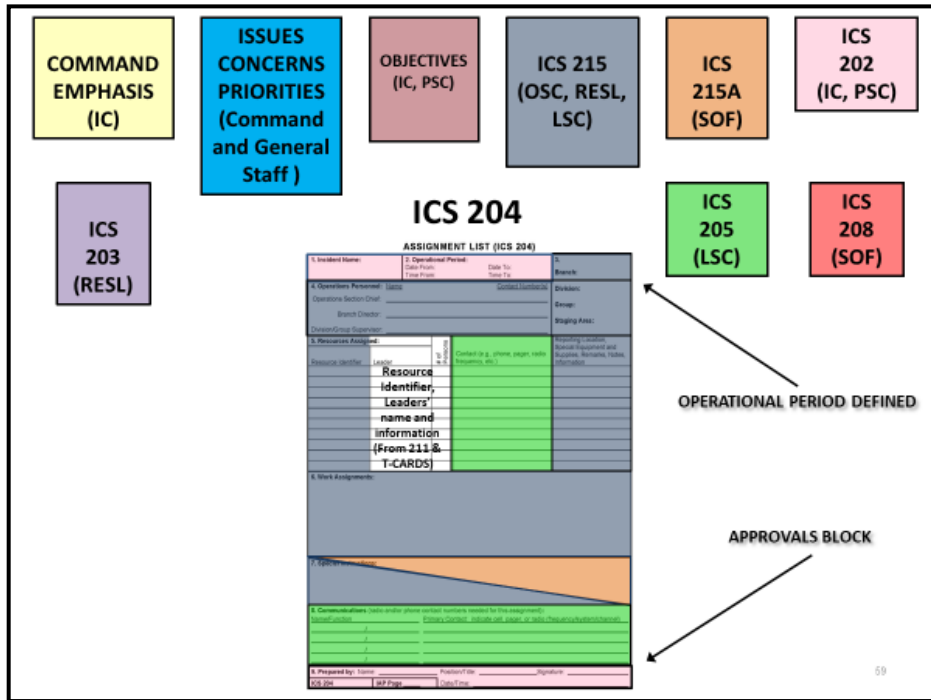 COMMAND
EMPHASIS
(IC)
ISSUES
CONCERNS
PRIORITIES
(Command
and General
Staff )
OBJECTIVES
(IC, PSC)
ICS 215
(OSC, RESL,
LSC)
ICS
215A
(SOF)
ICS
202
(IC, PSC)
ICS
203
(RESL)
ICS
205
(LSC)
ICS
208
(SOF)
ICS 204
ASSIGNMENT LIST (ICS 204)
1. Incident Name:
2. Operational Period:
Date From: Date To:
Time From: Time To:
3.
Branch:
Division:
Group:
Staging Area:
4. Operations Personnel: Name Contact Number(s)
Operations Section Chief:
Branch Director:
Division/Group Supervisor:
5. Resources Assigned:
Resource Identifier
Leader
# of
Persons
Contact (e.g., phone, pager, radio
frequency, etc.)
Reporting Location,
Special Equipment and
Supplies, Remarks, Notes,
Information
Resource
Identifier,
Leaders'
name and
information
(From 211 &
T-CARDS)
6. Work Assignments:
7. Special
8. Communications (radio and/or phone contact numbers needed for this assignment):
Name/Function Primary Contact: indicate cell, pager, or radio (frequency/system/channel)
/
/
/
/
9. Prepared by: Name: Position/Title: Signature:
ICS 204 IAP Page Date/Time:
OPERATIONAL PERIOD DEFINED
APPROVALS BLOCK
59